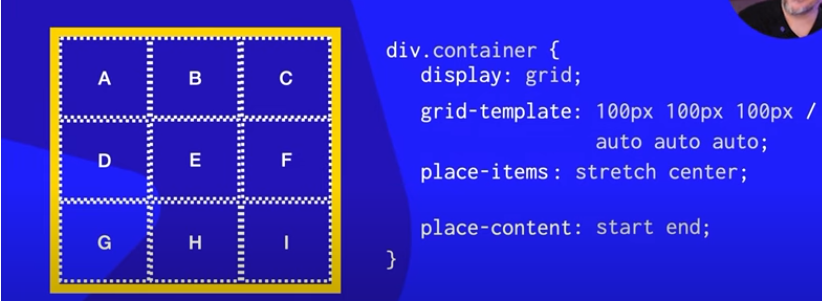 A B C
D E F
G H I
div.container {
display: grid;
grid-template: 100px 100px 100px /
auto auto auto;
place-items: stretch center;
place-content: start end;
}